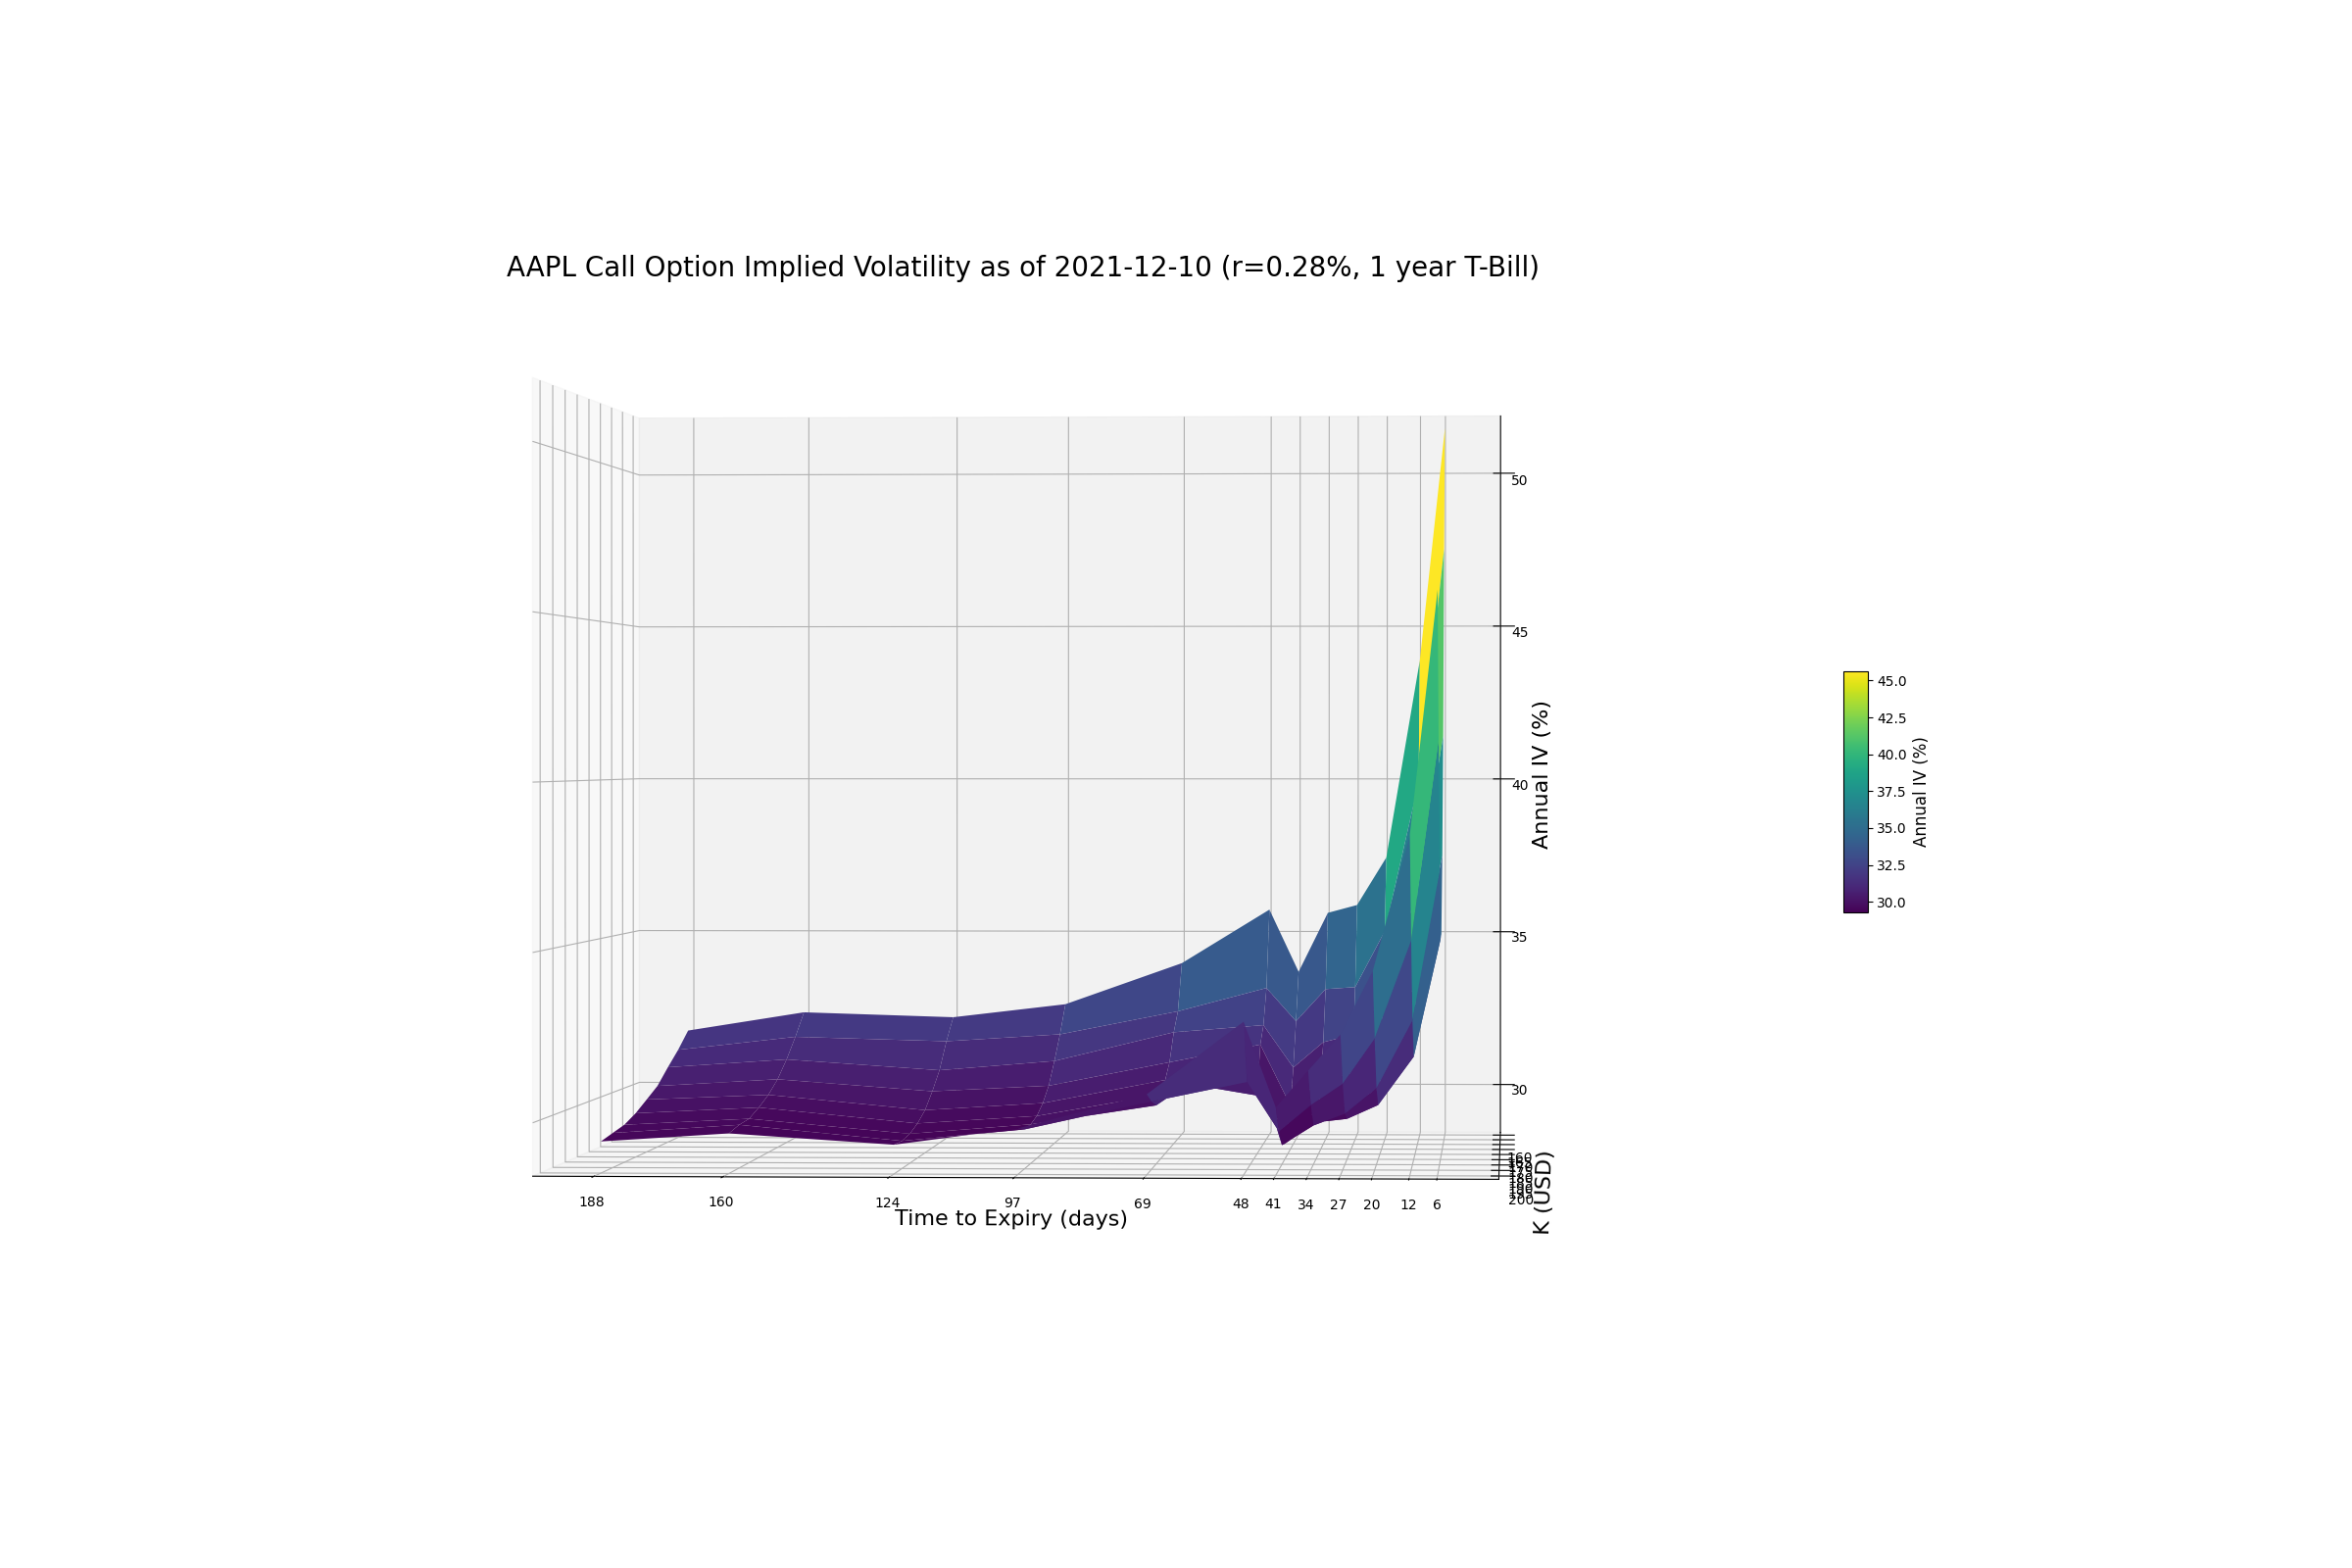 AAPL Call Option Implied Volatility as of 2021-12-10 (r=0.28%, 1 year T-Bill)
50
45
40
35
30
Annual IV (%)
45.0
42.5
40.0
37.5
35.0
32.5
30.0
Annual IV (%)
160
200
K (USD)
188 160 124 97 69 48 41 34 27 20 12 6
Time to Expiry (days)